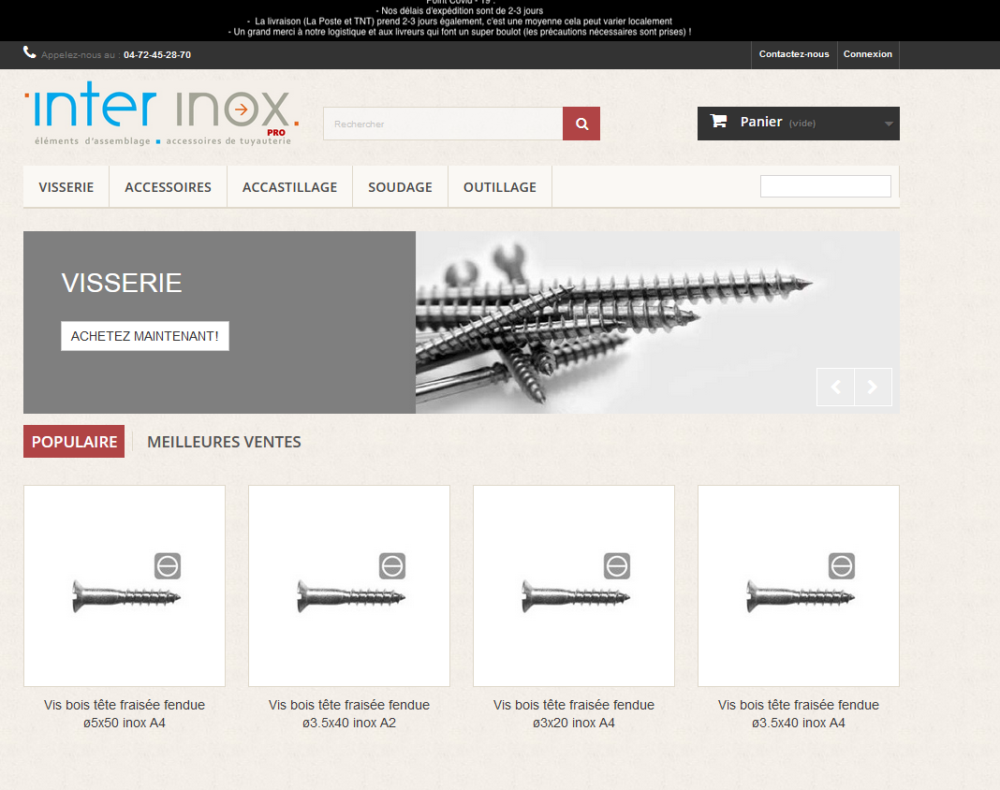 Point Covid - 19 :
- Nos délais d'expédition sont de 2-3 jours
- La livraison (La Poste et TNT) prend 2-3 jours également, c'est une moyenne cela peut varier localement
- Un grand merci à notre logistique et aux livreurs qui font un super boulot (les précautions nécessaires sont prises) !
Appelez-nous au : 04-72-45-28-70
Contactez-nous
Connexion
inter inox.
PRO
éléments d'assemblage ▪ accessoires de tuyauterie
Rechercher
Panier (vide)
VISSERIE
ACCESSOIRES
ACCASTILLAGE
SOUDAGE
OUTILLAGE
VISSERIE
ACHETEZ MAINTENANT!
POPULAIRE
MEILLEURES VENTES
Vis bois tête fraisée fendue
ø5x50 inox A4
Vis bois tête fraisée fendue
ø3.5x40 inox A2
Vis bois tête fraisée fendue
ø3x20 inox A4
Vis bois tête fraisée fendue
ø3.5x40 inox A4